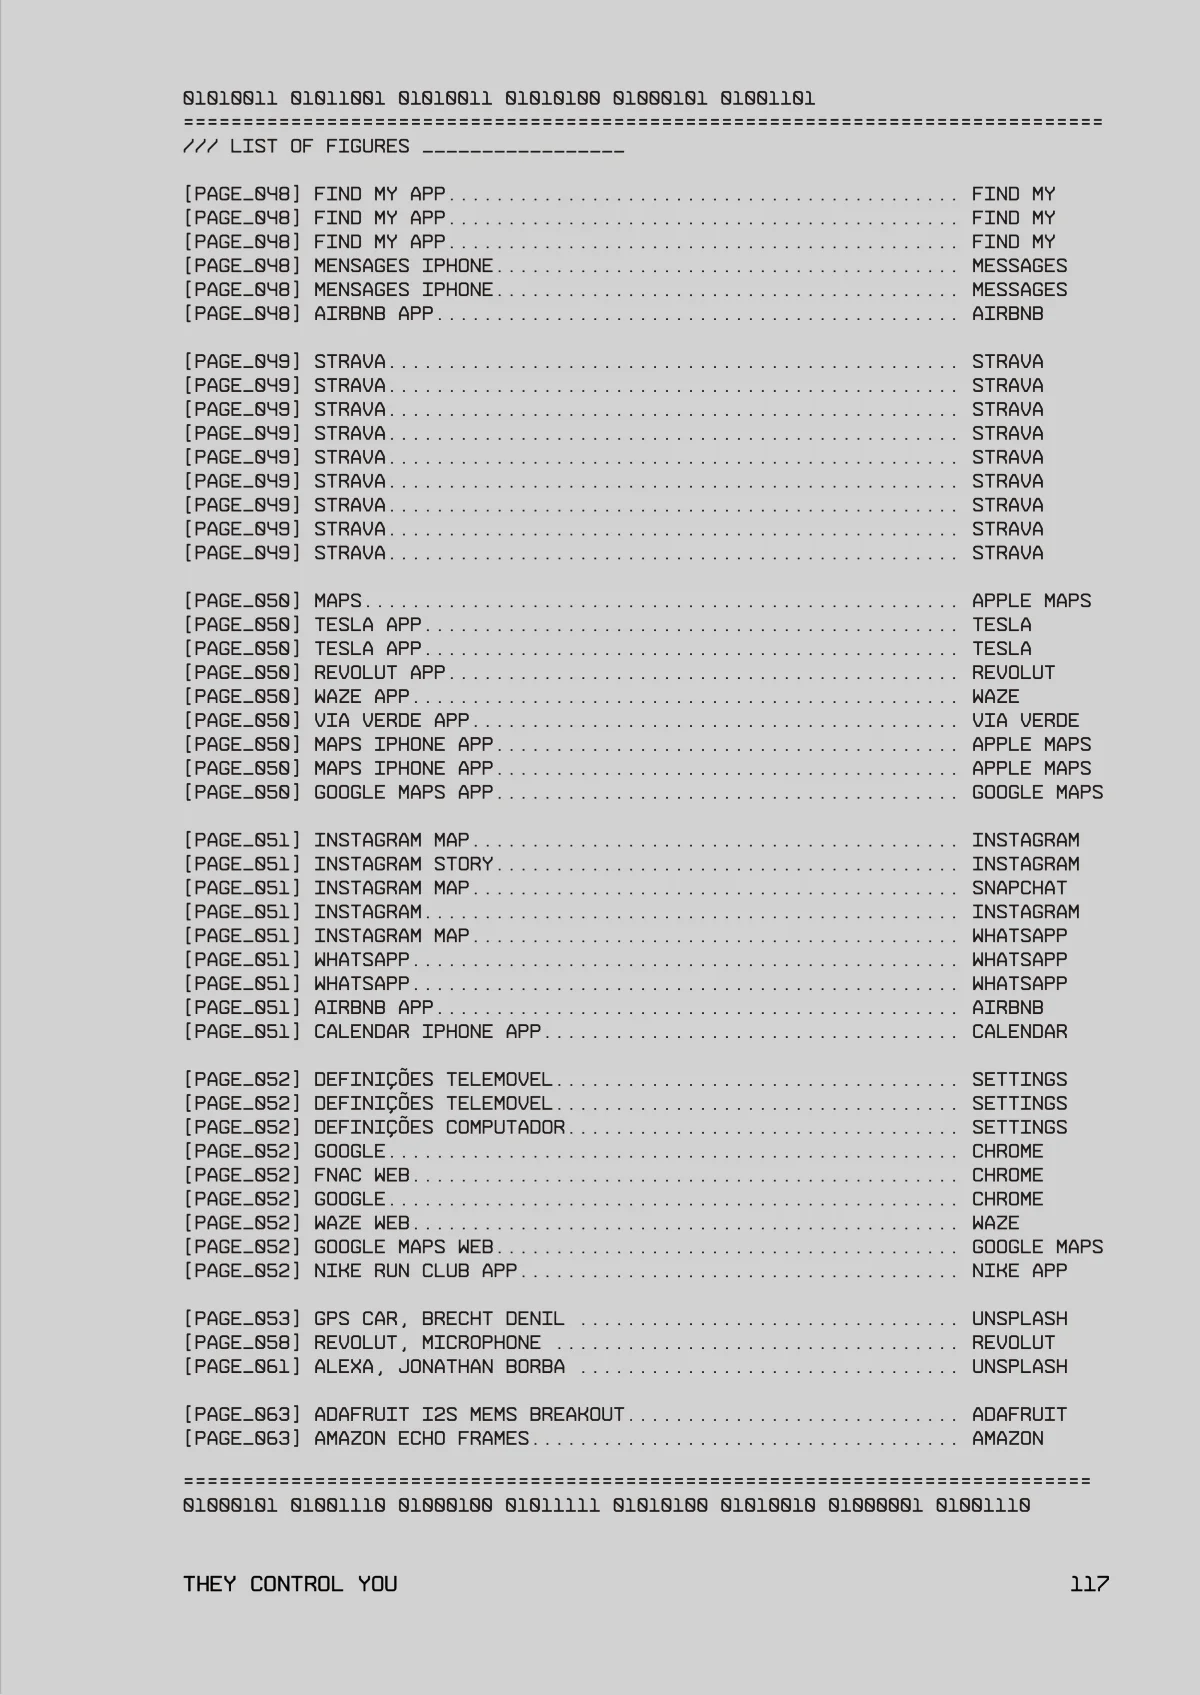 01010011 01011001 01010011 01010100 01000101 01001101
=============================================================================
/// LIST OF FIGURES _________________
[PAGE_048] FIND MY APP........................................... FIND MY
[PAGE_048] FIND MY APP........................................... FIND MY
[PAGE_048] FIND MY APP........................................... FIND MY
[PAGE_048] MENSAGES IPHONE....................................... MESSAGES
[PAGE_048] MENSAGES IPHONE....................................... MESSAGES
[PAGE_048] AIRBNB APP............................................ AIRBNB
[PAGE_049] STRAVA................................................ STRAVA
[PAGE_049] STRAVA................................................ STRAVA
[PAGE_049] STRAVA................................................ STRAVA
[PAGE_049] STRAVA................................................ STRAVA
[PAGE_049] STRAVA................................................ STRAVA
[PAGE_049] STRAVA................................................ STRAVA
[PAGE_049] STRAVA................................................ STRAVA
[PAGE_049] STRAVA................................................ STRAVA
[PAGE_049] STRAVA................................................ STRAVA
[PAGE_050] MAPS.................................................. APPLE MAPS
[PAGE_050] TESLA APP............................................. TESLA
[PAGE_050] TESLA APP............................................. TESLA
[PAGE_050] REVOLUT APP........................................... REVOLUT
[PAGE_050] WAZE APP.............................................. WAZE
[PAGE_050] VIA VERDE APP......................................... VIA VERDE
[PAGE_050] MAPS IPHONE APP....................................... APPLE MAPS
[PAGE_050] MAPS IPHONE APP....................................... APPLE MAPS
[PAGE_050] GOOGLE MAPS APP....................................... GOOGLE MAPS
[PAGE_051] INSTAGRAM MAP......................................... INSTAGRAM
[PAGE_051] INSTAGRAM STORY....................................... INSTAGRAM
[PAGE_051] INSTAGRAM MAP......................................... SNAPCHAT
[PAGE_051] INSTAGRAM............................................. INSTAGRAM
[PAGE_051] INSTAGRAM MAP......................................... WHATSAPP
[PAGE_051] WHATSAPP.............................................. WHATSAPP
[PAGE_051] WHATSAPP.............................................. WHATSAPP
[PAGE_051] AIRBNB APP............................................ AIRBNB
[PAGE_051] CALENDAR IPHONE APP................................... CALENDAR
[PAGE_052] DEFINIÇÕES TELEMOVEL.................................. SETTINGS
[PAGE_052] DEFINIÇÕES TELEMOVEL.................................. SETTINGS
[PAGE_052] DEFINIÇÕES COMPUTADOR................................. SETTINGS
[PAGE_052] GOOGLE................................................ CHROME
[PAGE_052] FNAC WEB.............................................. CHROME
[PAGE_052] GOOGLE................................................ CHROME
[PAGE_052] WAZE WEB.............................................. WAZE
[PAGE_052] GOOGLE MAPS WEB....................................... GOOGLE MAPS
[PAGE_052] NIKE RUN CLUB APP..................................... NIKE APP
[PAGE_053] GPS CAR, BRECHT DENIL ................................ UNSPLASH
[PAGE_058] REVOLUT, MICROPHONE .................................. REVOLUT
[PAGE_061] ALEXA, JONATHAN BORBA ................................ UNSPLASH
[PAGE_063] ADAFRUIT I2S MEMS BREAKOUT............................ ADAFRUIT
[PAGE_063] AMAZON ECHO FRAMES.................................... AMAZON
============================================================================
01000101 01001110 01000100 01011111 01010100 01010010 01000001 01001110
THEY CONTROL YOU
117